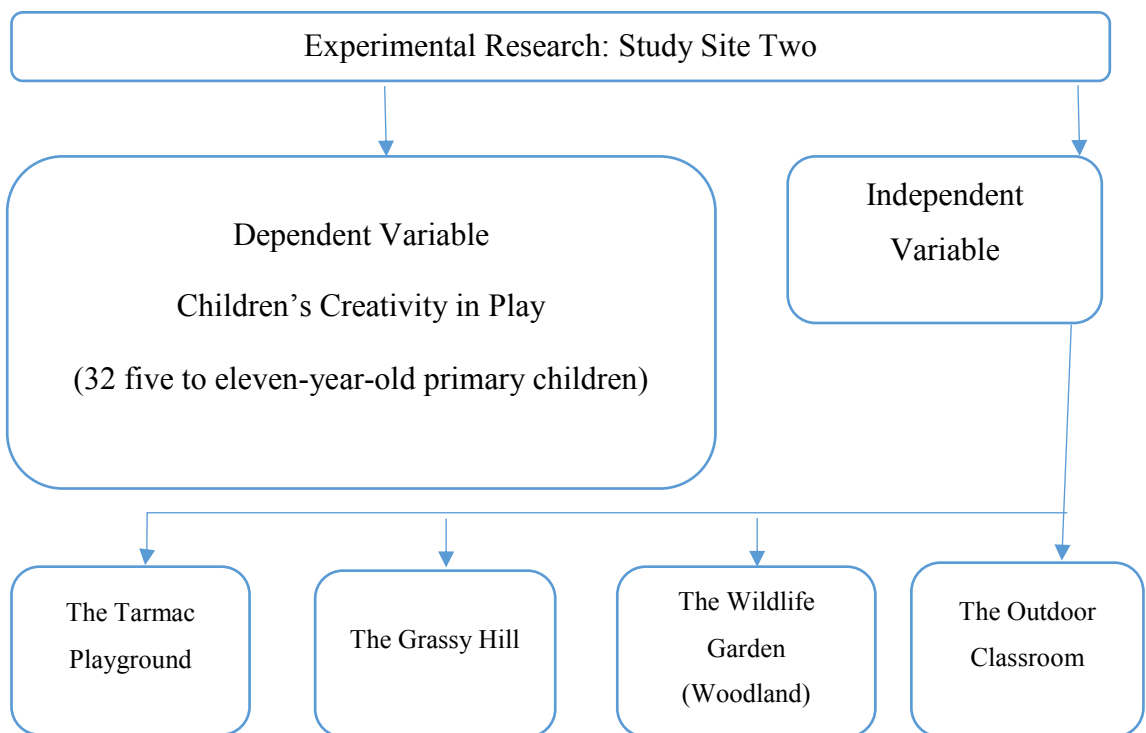 Experimental Research: Study Site Two
Dependent Variable
Children’s Creativity in Play
(32 five to eleven-year-old primary children)
Independent
Variable
The Tarmac
Playground
The Grassy Hill
The Wildlife
Garden
(Woodland)
The Outdoor
Classroom